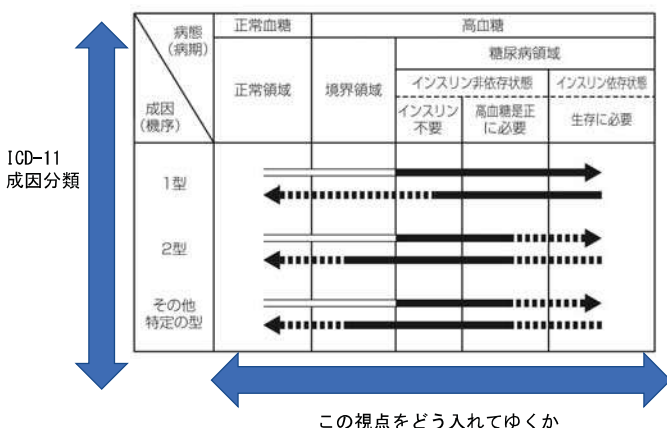 病態
(病期)
成因
(機序)
正常血糖
高血糖
正常領域
境界領域
糖尿病領域
インスリン非依存状態
インスリン依存状態
インスリン
不要
高血糖是正
に必要
生存に必要
ICD-11
成因分類
1型
2型
その他
特定の型
この視点をどう入れてゆくか